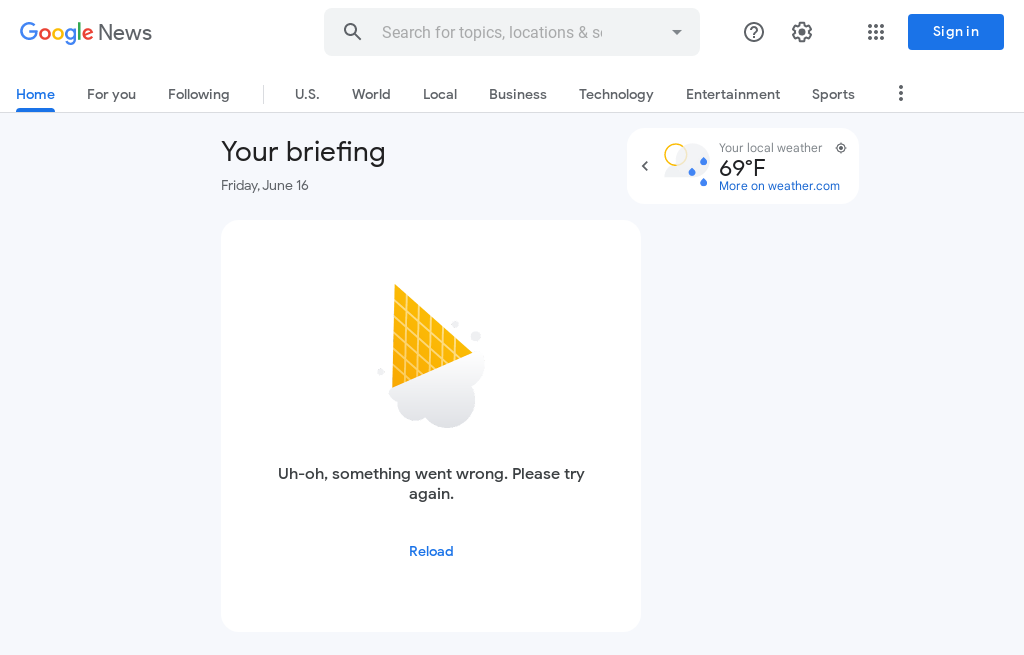 Google News
Search for topics, locations & so
Sign in
Home
For you
Following
U.S.
World
Local
Business
Technology
Entertainment
Sports
Your briefing
Friday, June 16
Your local weather
69°F
More on weather.com
Uh-oh, something went wrong. Please try
again.
Reload